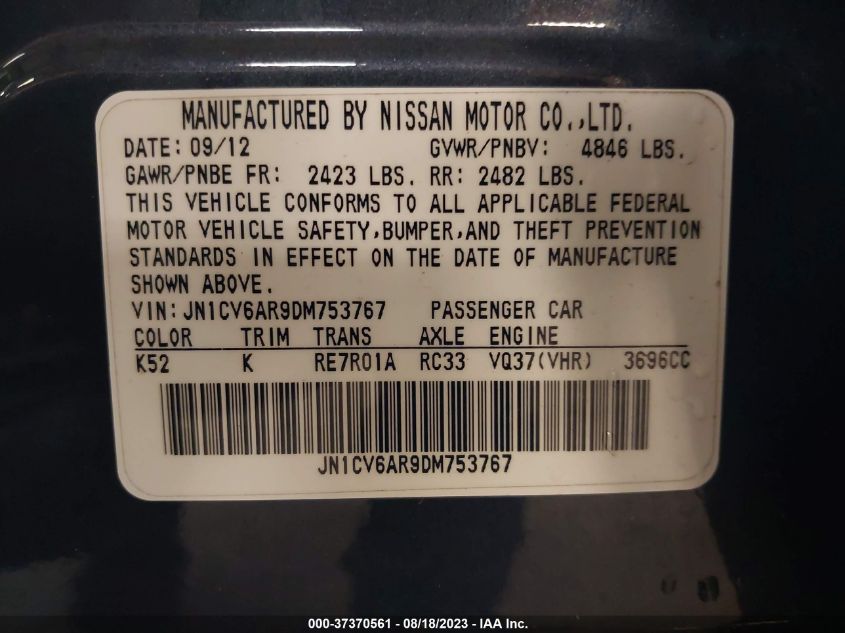 MANUFACTURED BY NISSAN MOTOR CO.,LTD.
DATE: 09/12 GVWR/PNBV: 4846 LBS.
GAWR/PNBE FR: 2423 LBS. RR: 2482 LBS.
THIS VEHICLE CONFORMS TO ALL APPLICABLE FEDERAL
MOTOR VEHICLE SAFETY,BUMPER,AND THEFT PREVENTION
STANDARDS IN EFFECT ON THE DATE OF MANUFACTURE
SHOWN ABOVE.
VIN:JN1CV6AR9DM753767 PASSENGER CAR
COLOR TRIM TRANS AXLE ENGINE
K52 K RE7R01A RC33 VQ37(VHR) 3696CC
JN1CV6AR9DM753767
000-37370561 - 08/18/2023 - IAA Inc.